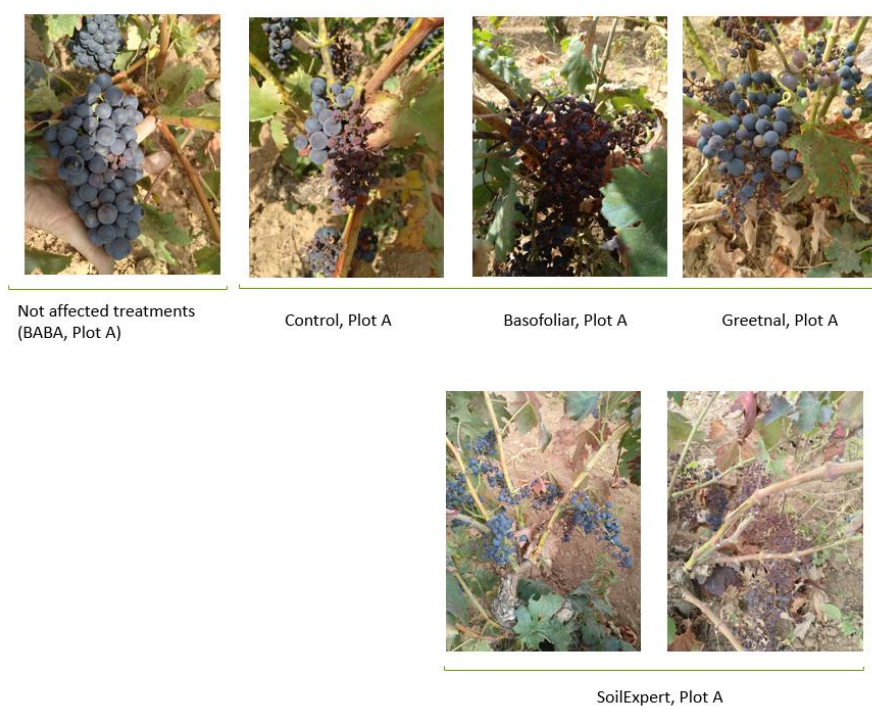 Not affected treatments
(BABA, Plot A)
Control, Plot A
Basofoliar, Plot A
Greetnal, Plot A
SoilExpert, Plot A